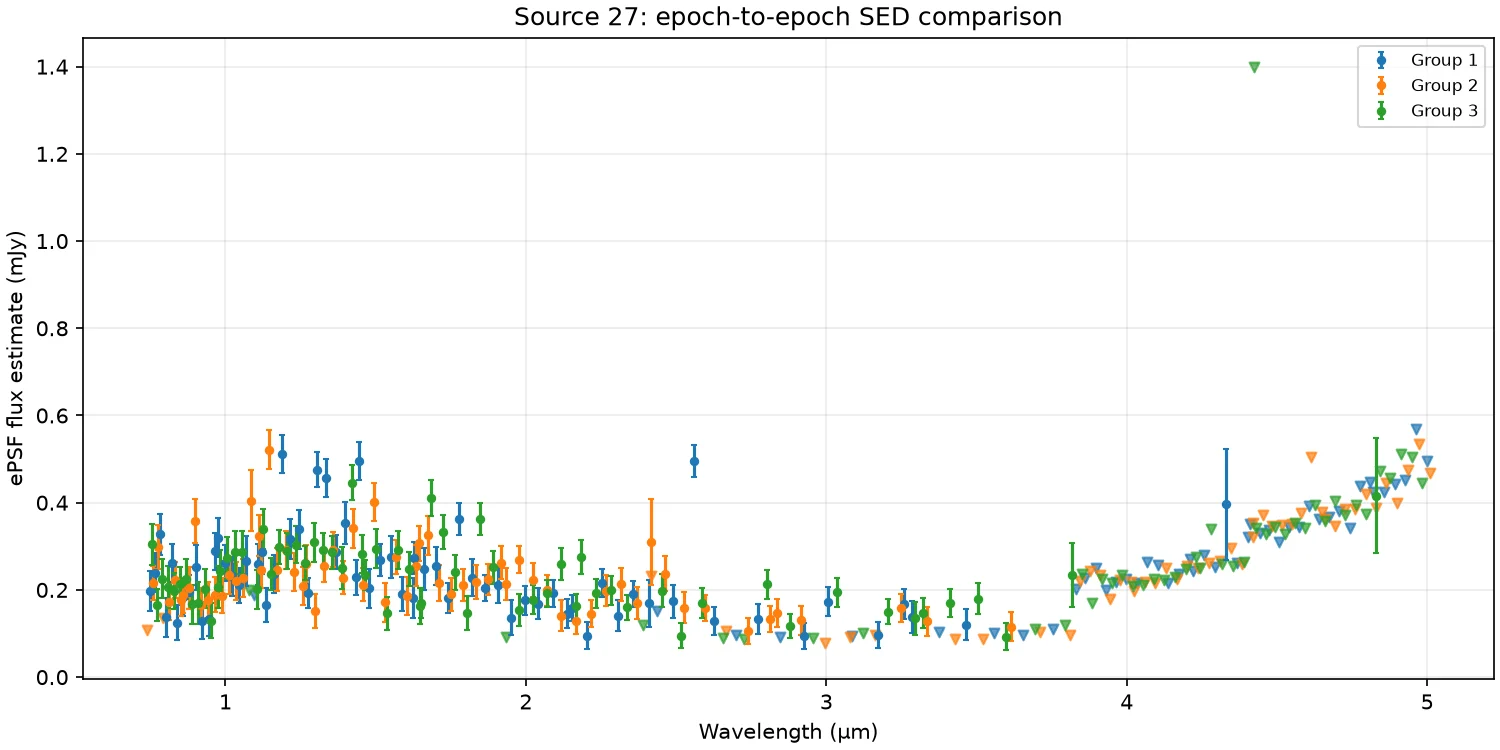 Source 27: epoch-to-epoch SED comparison
ePSF flux estimate (mJy)
1.4
1.2
1.0
0.8
0.6
0.4
0.2
0.0
Group 1
Group 2
Group 3
1 2 3 4 5
Wavelength (μm)